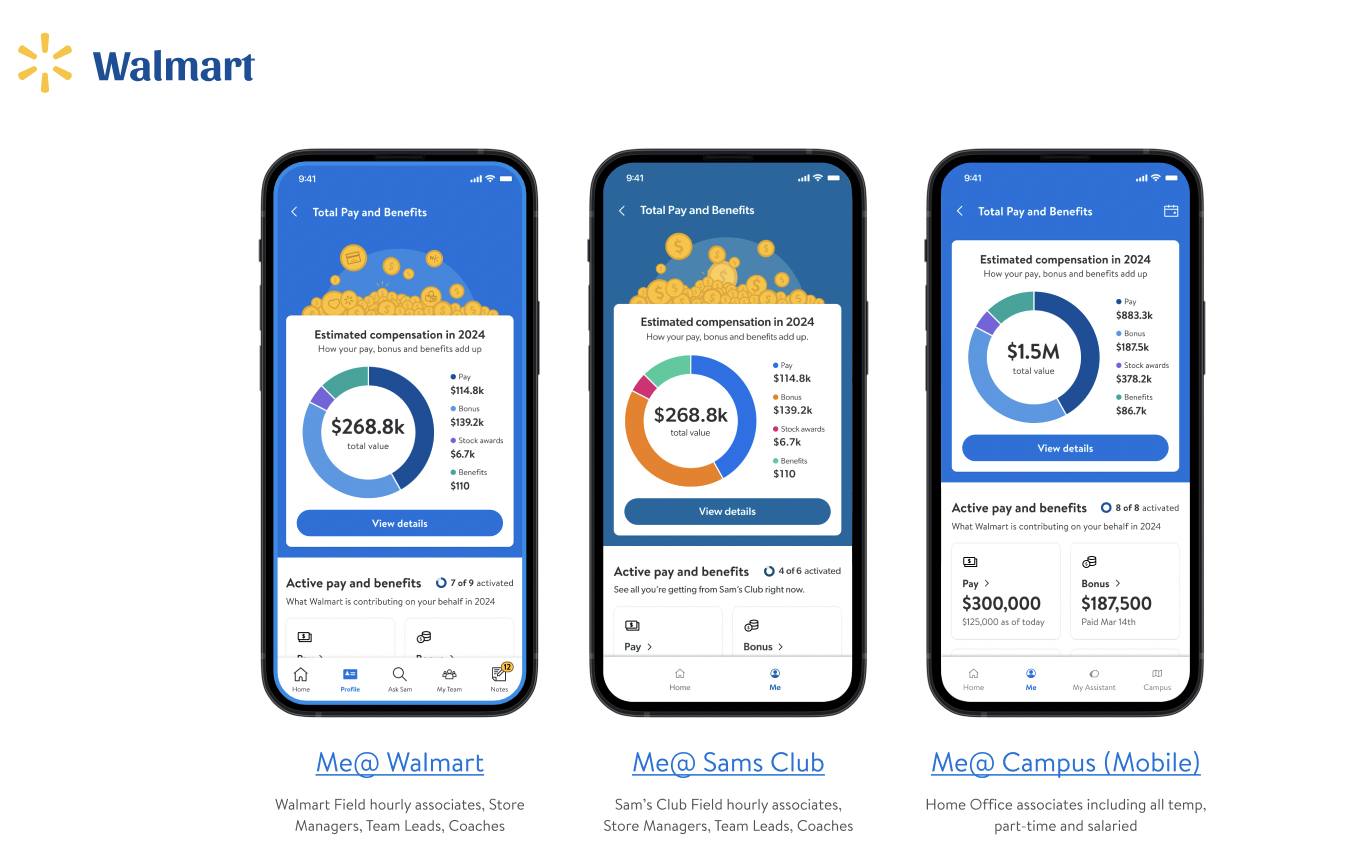 Walmart
9:41
Total Pay and Benefits
Estimated compensation in 2024
How your pay, bonus and benefits add up
$268.8k
total value
Pay
$114.8k
Bonus
$139.2k
Stock awards
$6.7k
Benefits
$110
View details
Active pay and benefits
7 of 9 activated
What Walmart is contributing on your behalf in 2024
Home
Profile
Ask Sam
My Team
12
Notes
Me@ Walmart
Walmart Field hourly associates, Store
Managers, Team Leads, Coaches
9:41
Total Pay and Benefits
Estimated compensation in 2024
How your pay, bonus and benefits add up.
$268.8k
total value
Pay
$114.8k
Bonus
$139.2k
Stock awards
$6.7k
Benefits
$110
View details
Active pay and benefits
4 of 6 activated
See all you're getting from Sam's Club right now.
Pay >
Bonus >
Home
Me
Me@ Sams Club
Sam's Club Field hourly associates,
Store Managers, Team Leads, Coaches
9:41
Total Pay and Benefits
Estimated compensation in 2024
How your pay, bonus and benefits add up
$1.5M
total value
Pay
$883.3k
Bonus
$187.5k
Stock awards
$378.2k
Benefits
$86.7k
View details
Active pay and benefits
8 of 8 activated
What Walmart is contributing on your behalf in 2024
Pay >
$300,000
$125,000 as of today
Bonus >
$187,500
Paid Mar 14th
Home
Me
My Assistant
Campus
Me@ Campus (Mobile)
Home Office associates including all temp,
part-time and salaried